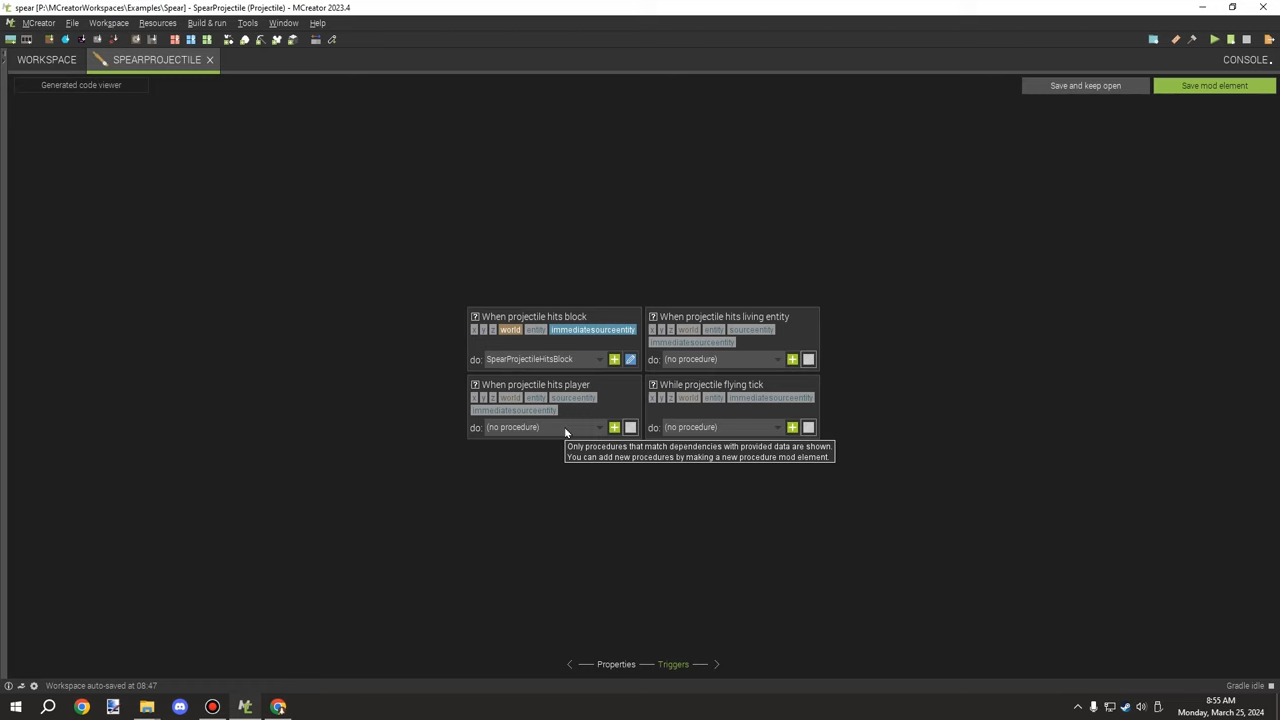 spear [P:\MCreatorWorkspaces\Examples\Spear] - SpearProjectile (Projectile) - MCreator 2023.4
MCreator File Workspace Resources Build & run Tools Window Help
WORKSPACE SPEARPROJECTILE CONSOLE
Generated code viewer Save and keep open Save mod element
When projectile hits block
x y z world entity immediatesourceentity
do: SpearProjectileHitsBlock
When projectile hits living entity
x y z world entity sourceentity
immediatesourceentity
do: (no procedure)
When projectile hits player
x y z world entity sourceentity
immediatesourceentity
do: (no procedure)
While projectile flying tick
x y z world entity immediatesourceentity
do: (no procedure)
Only procedures that match dependencies with provided data are shown.
You can add new procedures by making a new procedure mod element.
Properties Triggers
Workspace auto-saved at 08:47 Gradle idle
8:55 AM
Monday, March 25, 2024